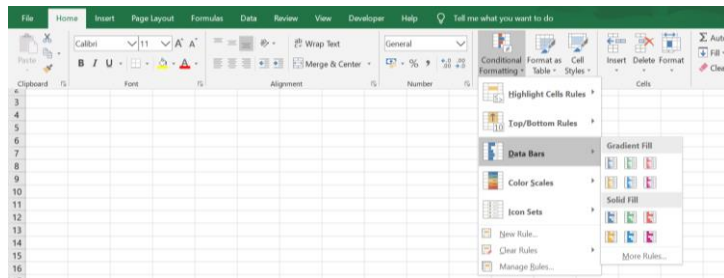 File Home Insert Page Layout Formulas Data Review View Developer Help Tell me what you want to do
Calibri 11 A A Wrap Text General Σ Auto
Paste B I U A Merge & Center % Conditional Formatting Format as Table Cell Styles Insert Delete Format Fill Clea
Clipboard Font Alignment Number Cells
Highlight Cells Rules
Top/Bottom Rules
Data Bars
Color Scales
Icon Sets
New Rule...
Clear Rules
Manage Rules...
Gradient Fill
Solid Fill
More Rules...
3
4
5
6
7
8
9
10
11
12
13
14
15
16